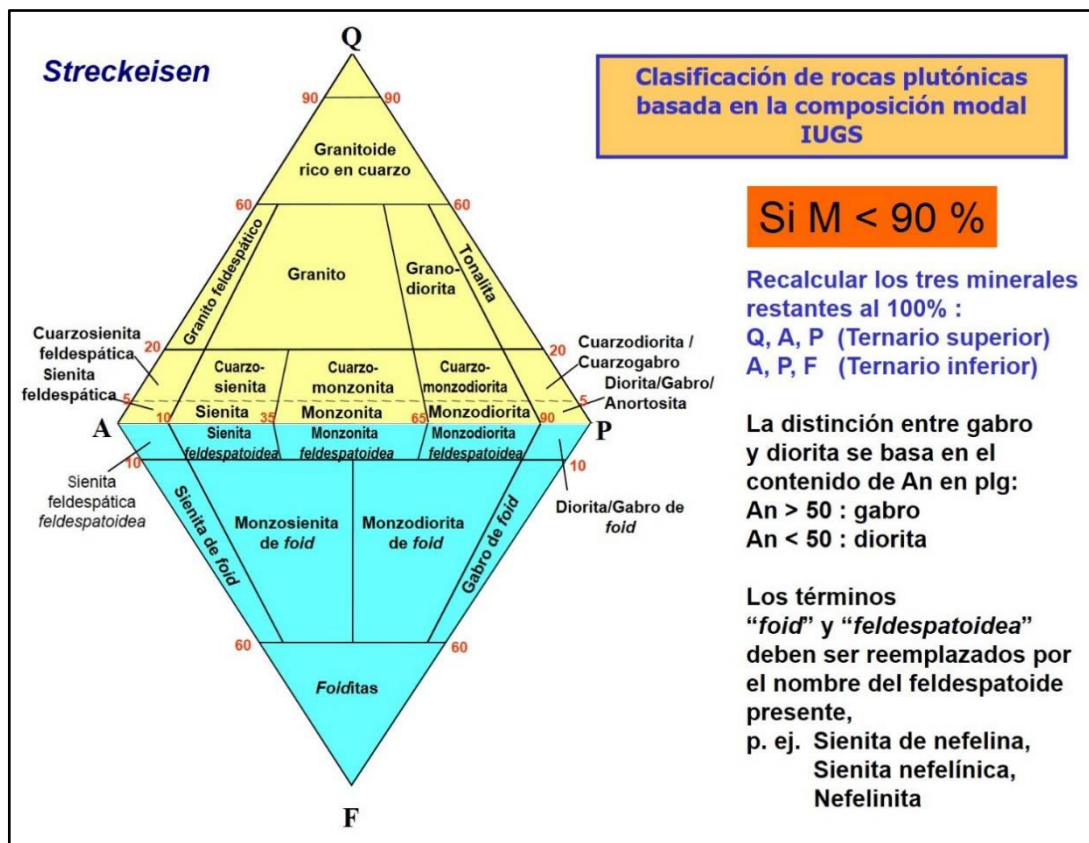 Streckeisen
Q
Clasificación de rocas plutónicas
basada en la composición modal
IUGS
90
90
Granitoide
rico en cuarzo
60
60
Si M < 90 %
Granito feldespático
Granito
Grano-
diorita
Tonalita
Recalcular los tres minerales
restantes al 100% :
Q, A, P (Ternario superior)
A, P, F (Ternario inferior)
Cuarzosienita
feldespática
Sienita
feldespática
20
20
Cuarzo-
sienita
Cuarzo-
monzonita
Cuarzo-
monzodiorita
Cuarzodiorita /
Cuarzogabro
Diorita/Gabro/
Anortosita
5
5
A
10
Sienita
35
Monzonita
65
Monzodiorita
90
P
Sienita
feldespatoidea
Monzonita
feldespatoidea
Monzodiorita
feldespatoidea
10
10
Sienita
feldespática
feldespatoidea
Diorita/Gabro de
foid
Sienita de foid
Monzosienita
de foid
Monzodiorita
de foid
Gabro de foid
60
60
Folditas
F
La distinción entre gabro
y diorita se basa en el
contenido de An en plg:
An > 50 : gabro
An < 50 : diorita
Los términos
“foid” y “feldespatoidea”
deben ser reemplazados por
el nombre del feldespatoide
presente,
p. ej. Sienita de nefelina,
Sienita nefelínica,
Nefelinita